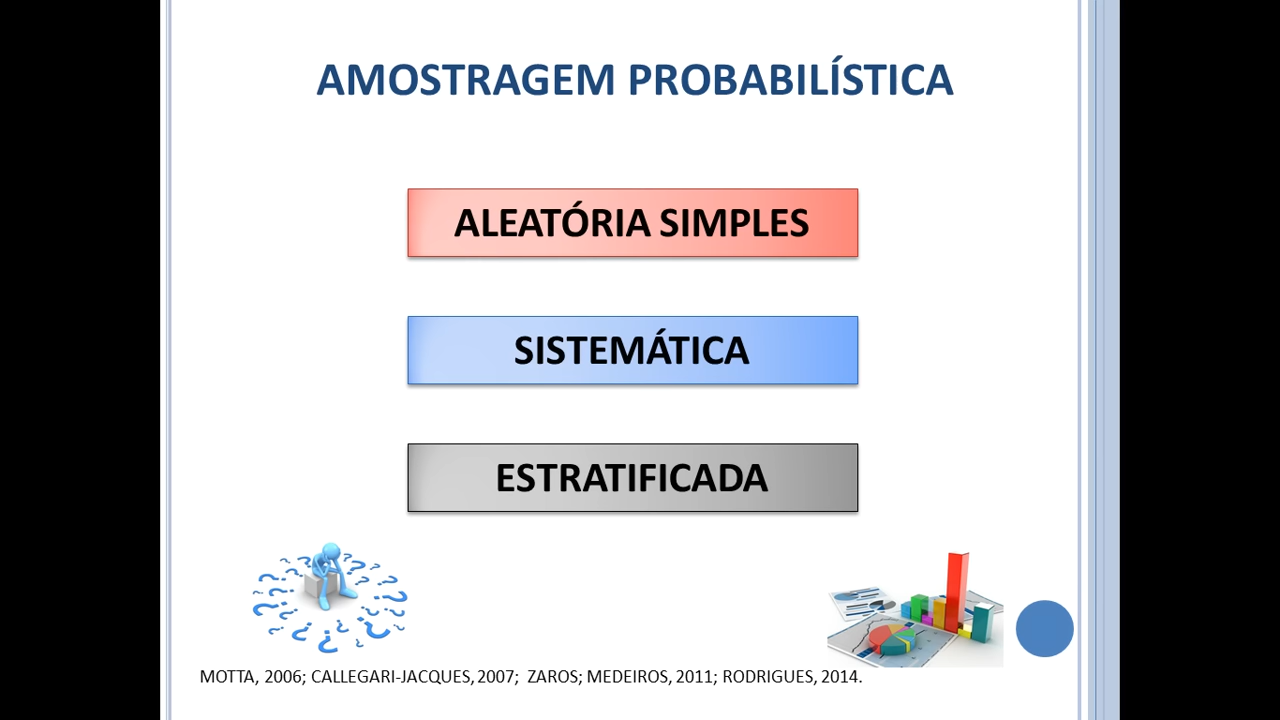 AMOSTRAGEM PROBABILÍSTICA
ALEATÓRIA SIMPLES
SISTEMÁTICA
ESTRATIFICADA
MOTTA, 2006; CALLEGARI-JACQUES, 2007; ZAROS; MEDEIROS, 2011; RODRIGUES, 2014.